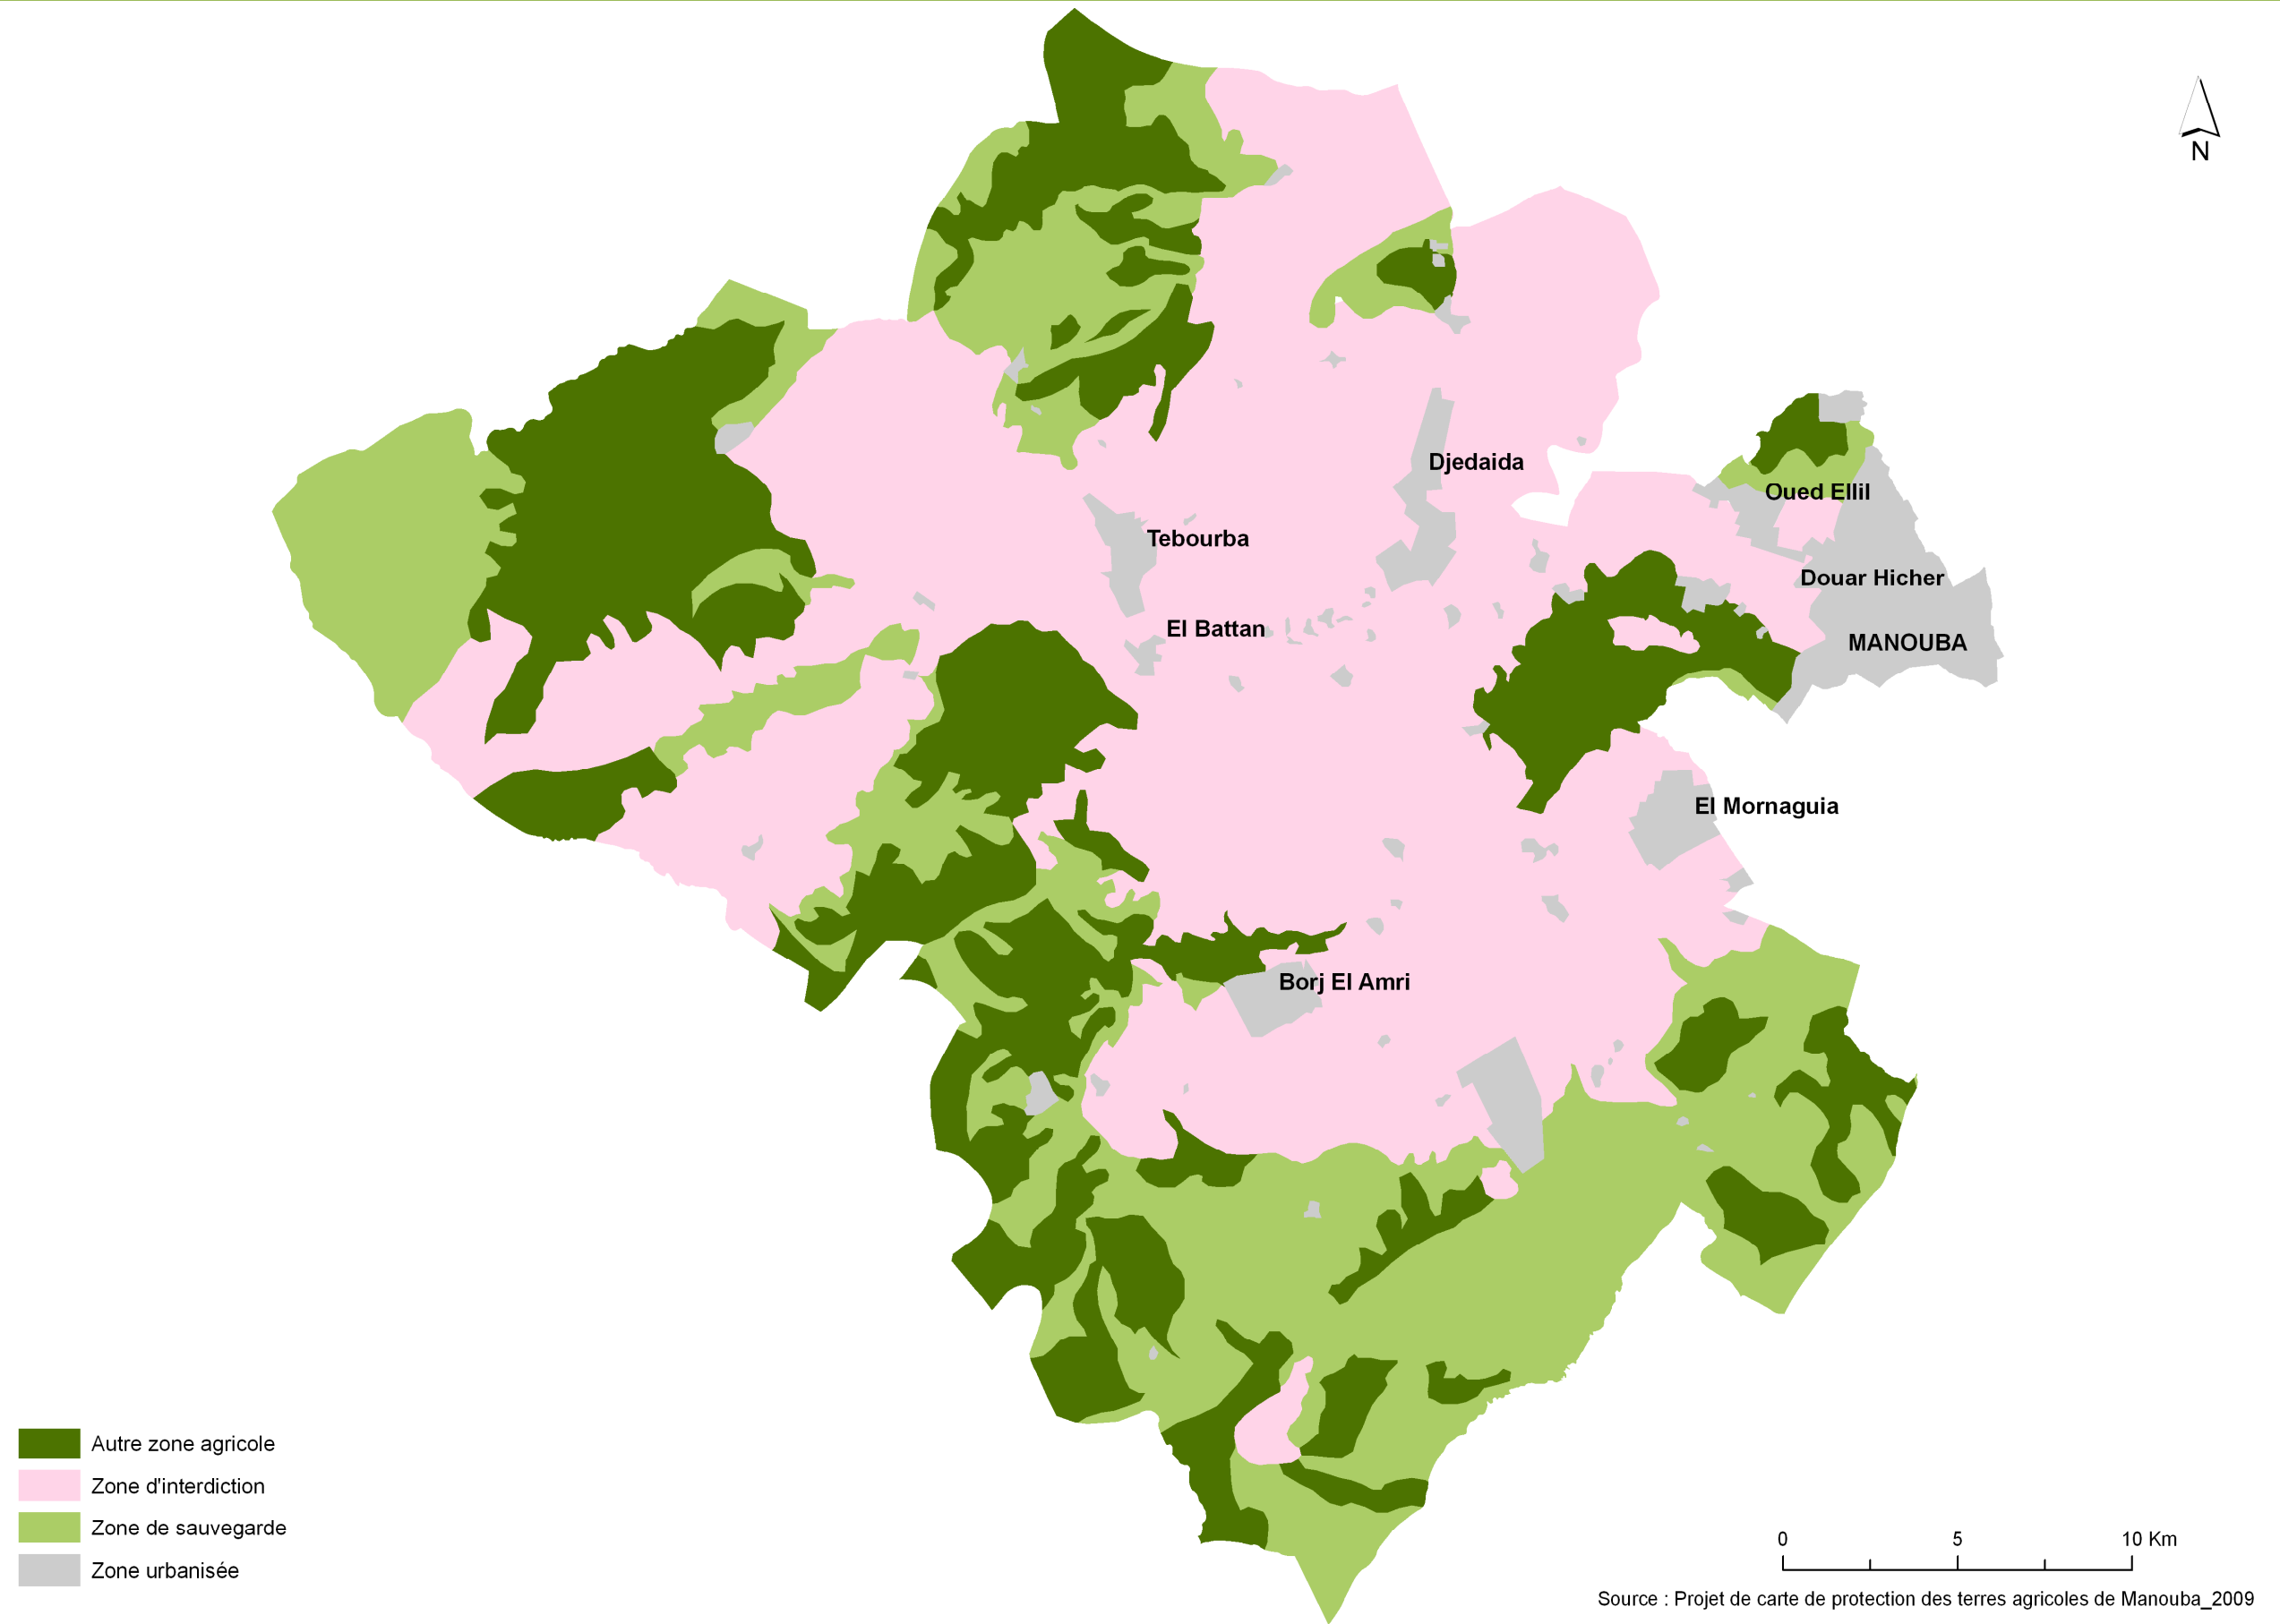 N
Djedaida
Oued Ellil
Tebourba
Douar Hicher
El Battan
MANOUBA
El Mornaguia
Borj El Amri
Autre zone agricole
Zone d'interdiction
Zone de sauvegarde
Zone urbanisée
0 5 10 Km
Source : Projet de carte de protection des terres agricoles de Manouba_2009